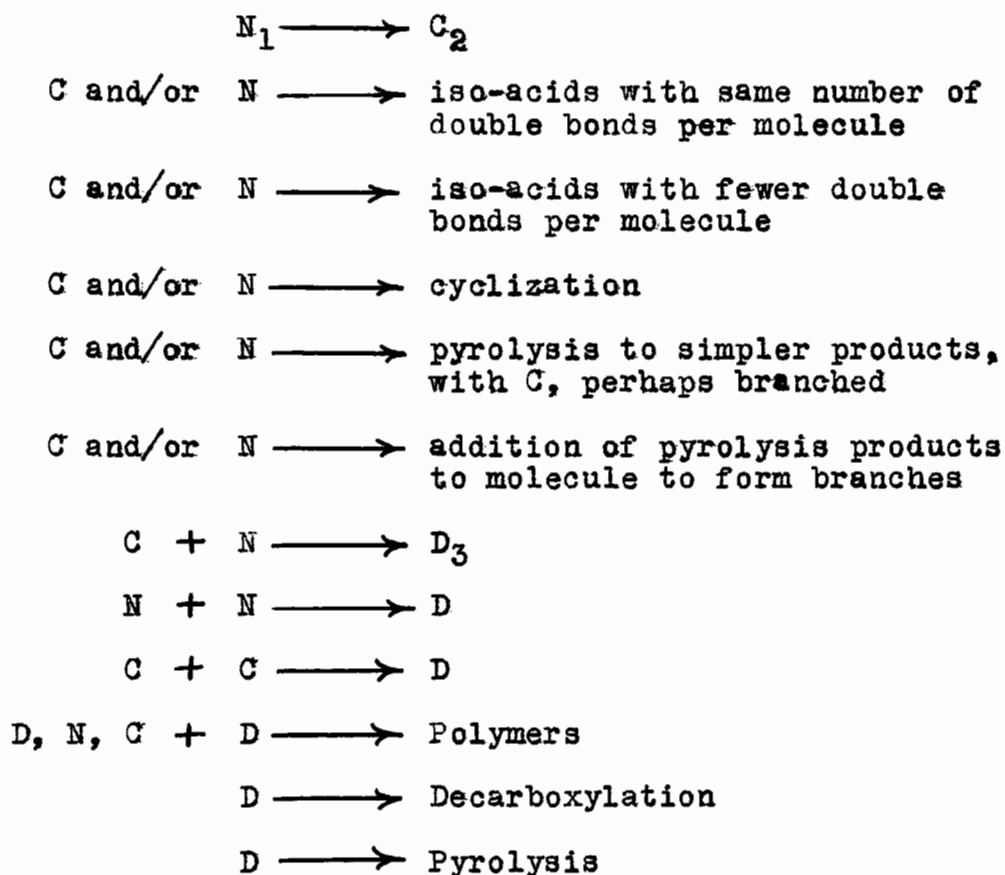 N₁ ⟶ C₂
C and/or N ⟶ iso-acids with same number of
double bonds per molecule
C and/or N ⟶ iso-acids with fewer double
bonds per molecule
C and/or N ⟶ cyclization
C and/or N ⟶ pyrolysis to simpler products,
with C, perhaps branched
C and/or N ⟶ addition of pyrolysis products
to molecule to form branches
C + N ⟶ D₃
N + N ⟶ D
C + C ⟶ D
D, N, C + D ⟶ Polymers
D ⟶ Decarboxylation
D ⟶ Pyrolysis